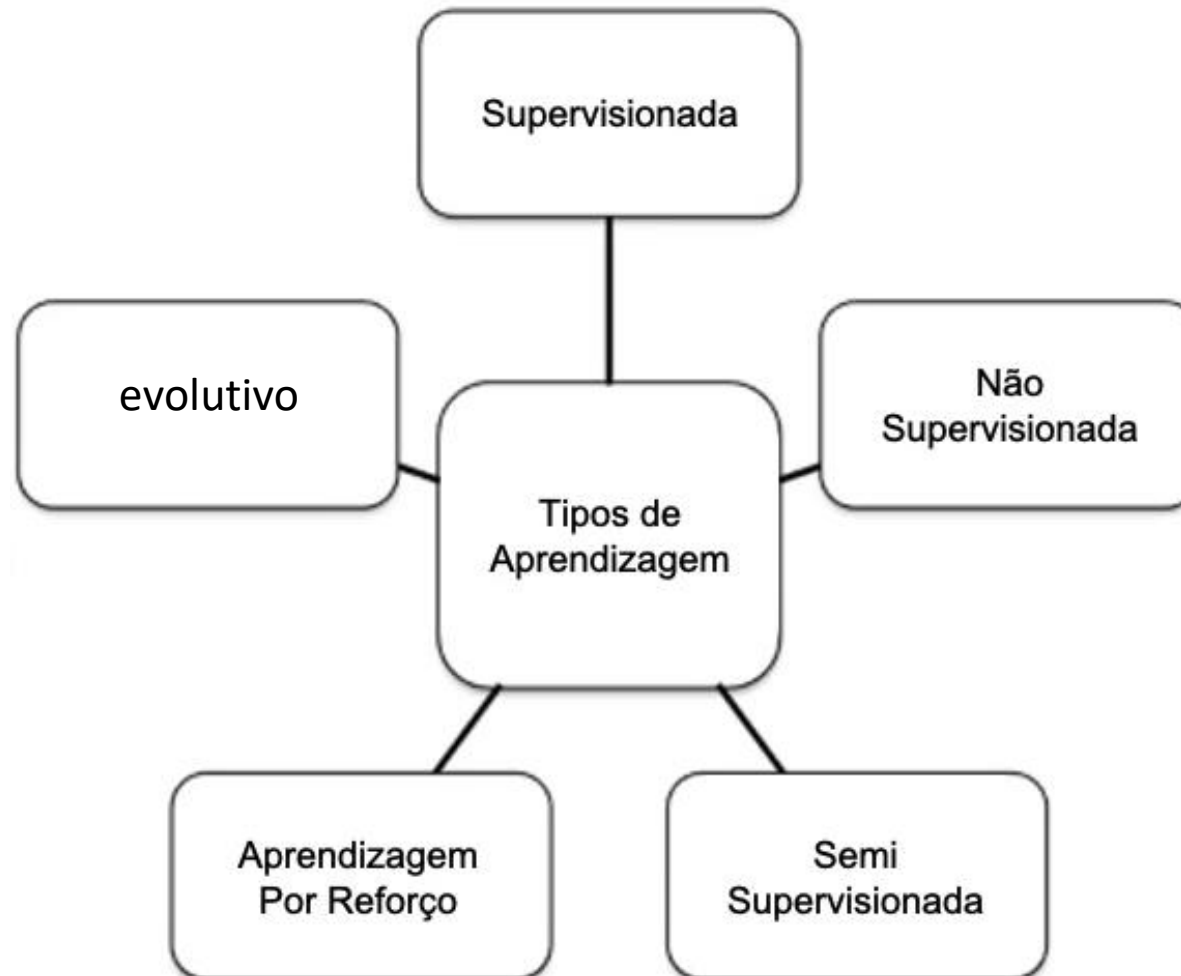 Supervisionada
evolutivo
Não
Supervisionada
Tipos de
Aprendizagem
Aprendizagem
Por Reforço
Semi
Supervisionada